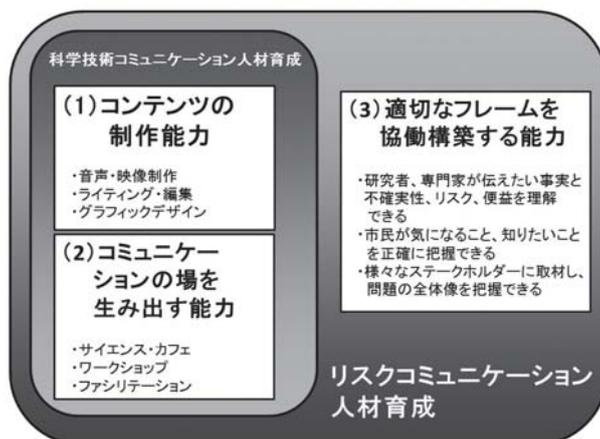 科学技術コミュニケーション人材育成
(1)コンテンツの
制作能力
・音声・映像制作
・ライティング・編集
・グラフィックデザイン
(2)コミュニケー
ションの場を
生み出す能力
・サイエンス・カフェ
・ワークショップ
・ファシリテーション
(3)適切なフレームを
協働構築する能力
・研究者、専門家が伝えたい事実と
不確実性、リスク、便益を理解
できる
・市民が気になること、知りたいこと
を正確に把握できる
・様々なステークホルダーに取材し、
問題の全体像を把握できる
リスクコミュニケーション
人材育成